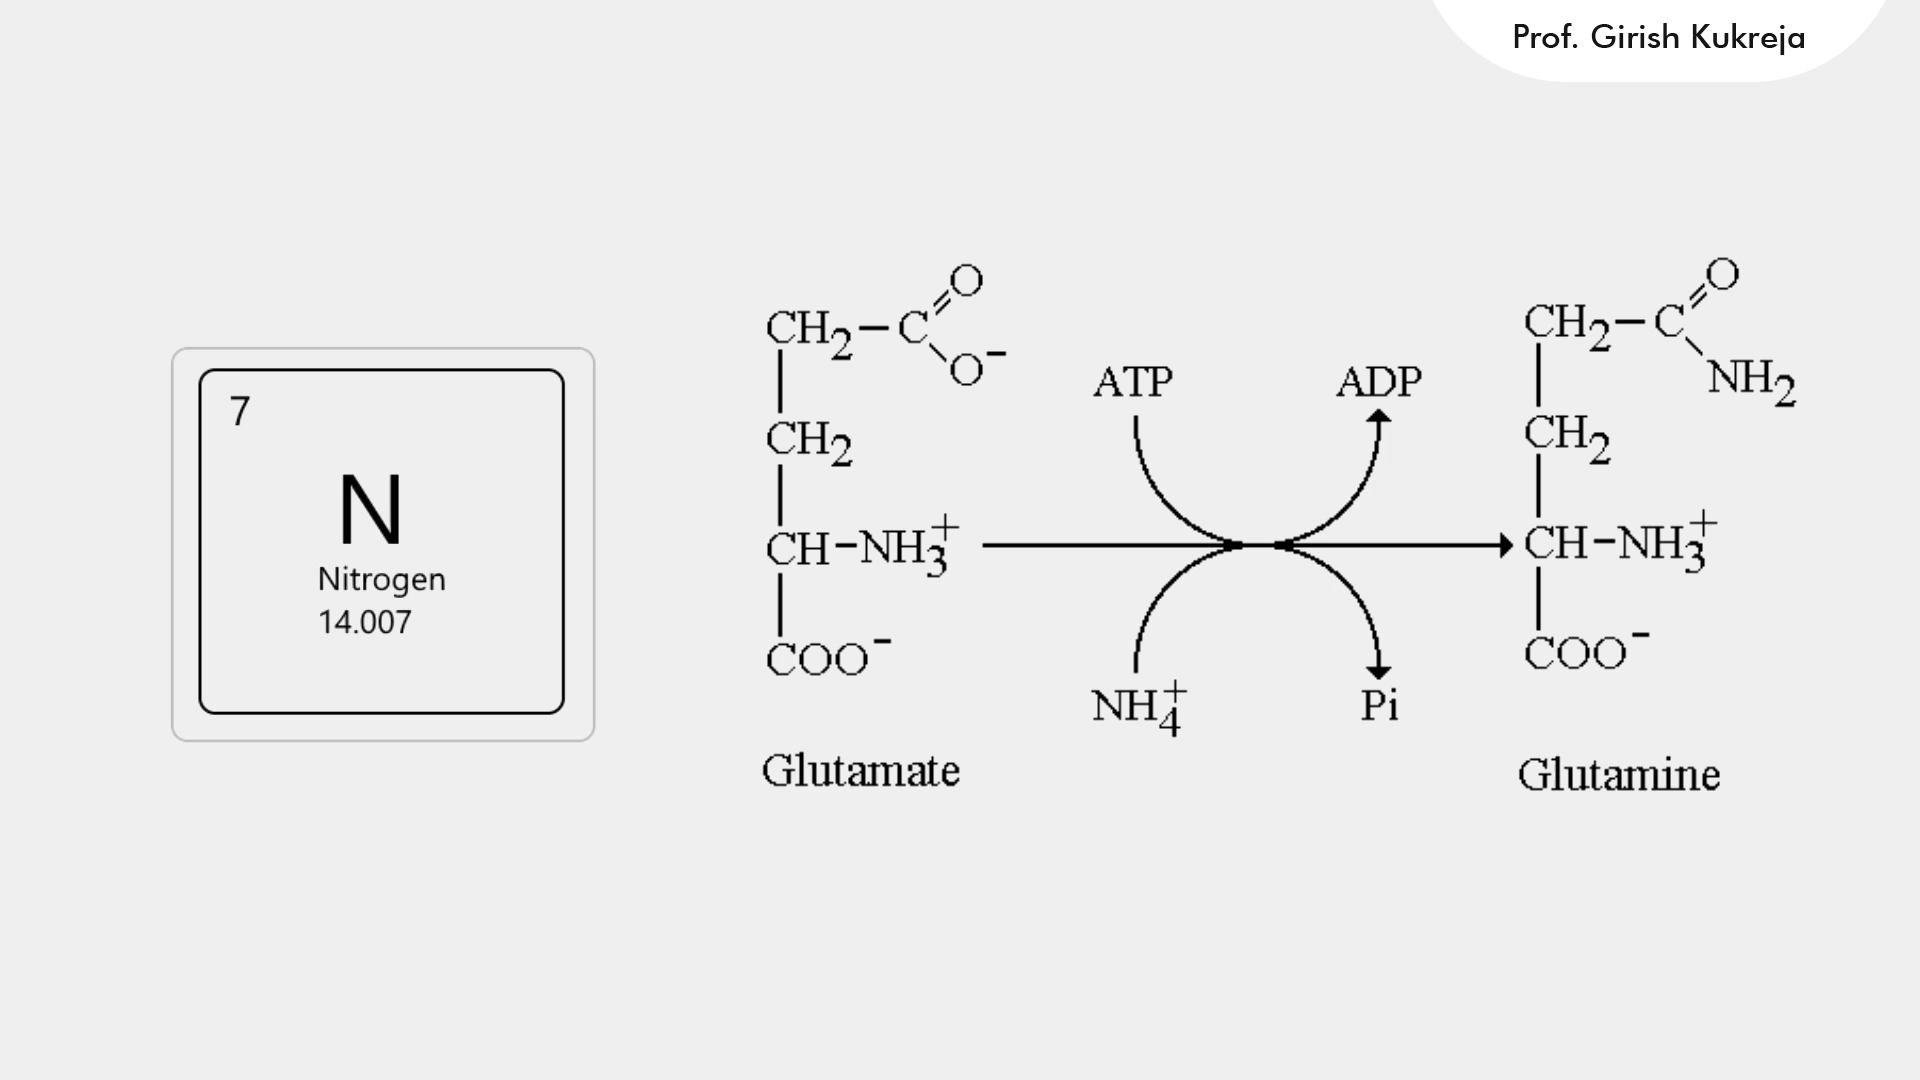 Prof. Girish Kukreja
7
N
Nitrogen
14.007
CH2–C
O
O–
CH2
CH–NH3+
COO–
Glutamate
ATP
ADP
NH4+
Pi
CH2–C
O
NH2
CH2
CH–NH3+
COO–
Glutamine